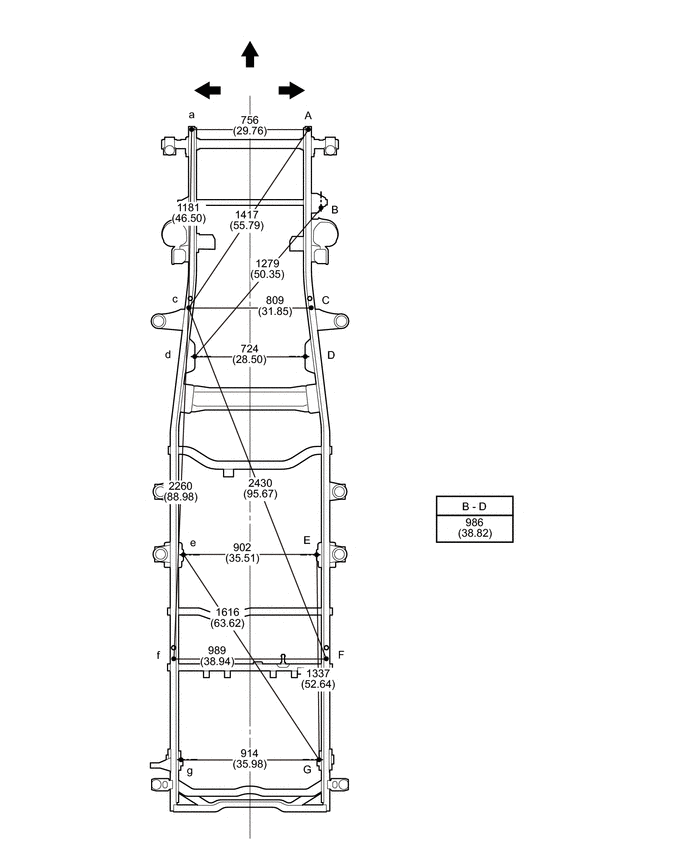 a
A
756
(29.76)
1181
(46.50)
1417
(55.79)
B
1279
(50.35)
c
809
(31.85)
C
d
724
(28.50)
D
2260
(88.98)
2430
(95.67)
B - D
986
(38.82)
e
902
(35.51)
E
1616
(63.62)
f
989
(38.94)
F
1337
(52.64)
914
(35.98)
g
G